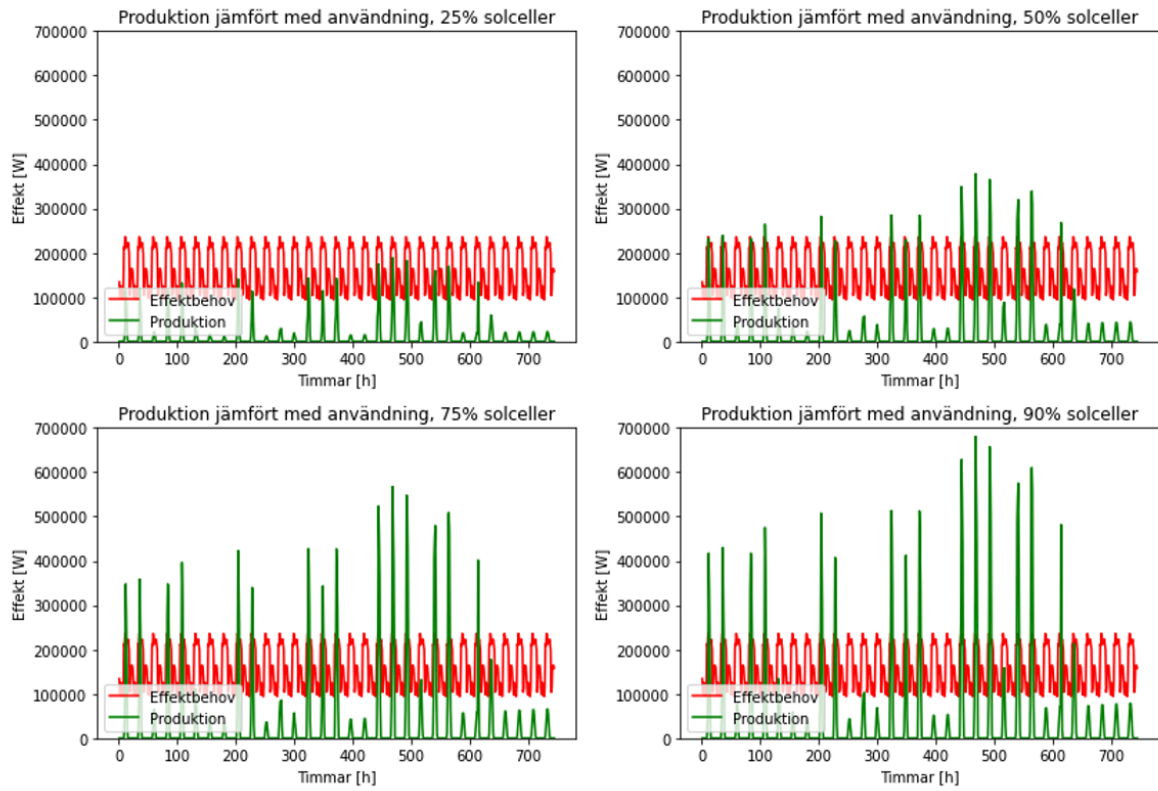 Produktion jämfört med användning, 25% solceller
700000
600000
500000
400000
300000
200000
100000
0
Effekt [W]
Effektbehov
Produktion
0 100 200 300 400 500 600 700
Timmar [h]
Produktion jämfört med användning, 50% solceller
700000
600000
500000
400000
300000
200000
100000
0
Effekt [W]
Effektbehov
Produktion
0 100 200 300 400 500 600 700
Timmar [h]
Produktion jämfört med användning, 75% solceller
700000
600000
500000
400000
300000
200000
100000
0
Effekt [W]
Effektbehov
Produktion
0 100 200 300 400 500 600 700
Timmar [h]
Produktion jämfört med användning, 90% solceller
700000
600000
500000
400000
300000
200000
100000
0
Effekt [W]
Effektbehov
Produktion
0 100 200 300 400 500 600 700
Timmar [h]